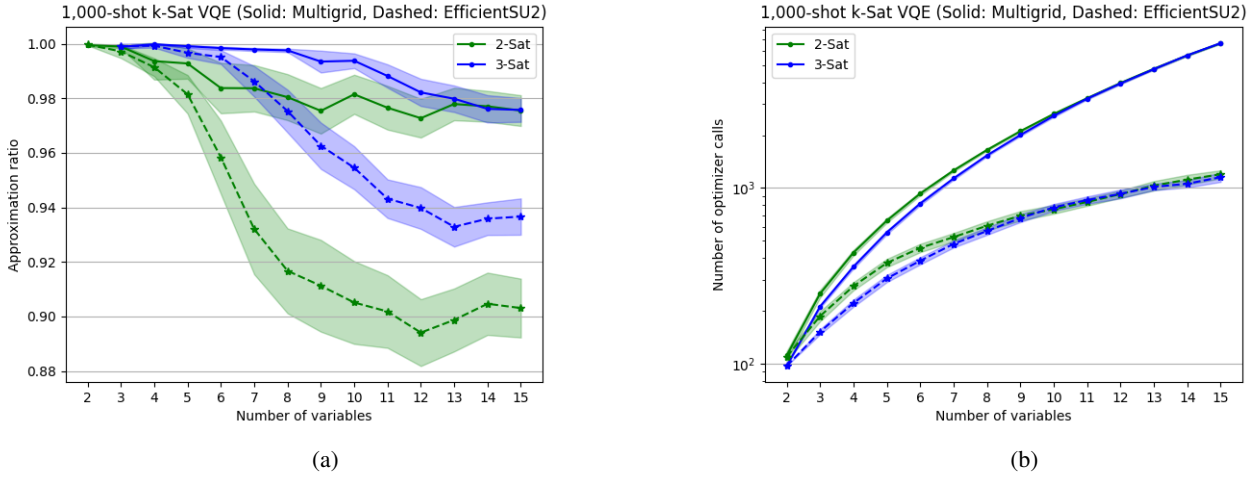 1,000-shot k-Sat VQE (Solid: Multigrid, Dashed: EfficientSU2)
1.00
0.98
0.96
0.94
0.92
0.90
0.88
Approximation ratio
2-Sat
3-Sat
2 3 4 5 6 7 8 9 10 11 12 13 14 15
Number of variables
(a)
1,000-shot k-Sat VQE (Solid: Multigrid, Dashed: EfficientSU2)
10³
10²
Number of optimizer calls
2-Sat
3-Sat
2 3 4 5 6 7 8 9 10 11 12 13 14 15
Number of variables
(b)